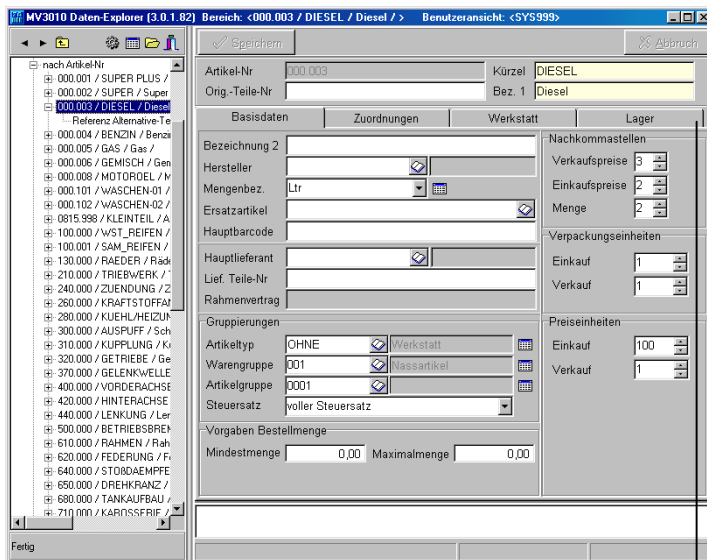 MV3010 Daten-Explorer (3.0.1.82) Bereich: <000.003 / DIESEL / Diesel / > Benutzeransicht: <SYS999>
Speichern
Abbruch
nach Artikel-Nr
000.001 / SUPER PLUS /
000.002 / SUPER / Super
000.003 / DIESEL / Diesel
Referenz Alternative-Te
000.004 / BENZIN / Benzin
000.005 / GAS / Gas /
000.006 / GEMISCH / Gem
000.008 / MOTOROEL / M
000.101 / WASCHEN-01 /
000.102 / WASCHEN-02 /
0815.998 / KLEINTEIL / A
100.000 / WST_REIFEN /
100.001 / SAM_REIFEN /
130.000 / RAEDER / Räde
210.000 / TRIEBWERK /
240.000 / ZUENDUNG / Z
260.000 / KRAFTSTOFFAN
280.000 / KUEHL/HEIZUN
300.000 / AUSPUFF / Sch
310.000 / KUPPLUNG / Ku
320.000 / GETRIEBE / Ge
370.000 / GELENKWELLE
400.000 / VORDERACHSE
420.000 / HINTERACHSE
440.000 / LENKUNG / Ler
500.000 / BETRIEBSBREM
610.000 / RAHMEN / Rah
620.000 / FEDERUNG / Fe
640.000 / STOßDAEMPFE
650.000 / DREHKRANZ /
680.000 / TANKAUFBAU /
710.000 / KAROSSERIE /
Fertig
Artikel-Nr 000.003 Kürzel DIESEL
Orig.-Teile-Nr Bez. 1 Diesel
Basisdaten Zuordnungen Werkstatt Lager
Bezeichnung 2
Hersteller
Mengenbez. Ltr
Ersatzartikel
Hauptbarcode
Hauptlieferant
Lief. Teile-Nr
Rahmenvertrag
Gruppierungen
Artikeltyp OHNE Werkstatt
Warengruppe 001 Nassartikel
Artikelgruppe 0001
Steuersatz voller Steuersatz
Vorgaben Bestellmenge
Mindestmenge 0,00 Maximalmenge 0,00
Nachkommastellen
Verkaufspreise 3
Einkaufspreise 2
Menge 2
Verpackungseinheiten
Einkauf 1
Verkauf 1
Preiseinheiten
Einkauf 100
Verkauf 1